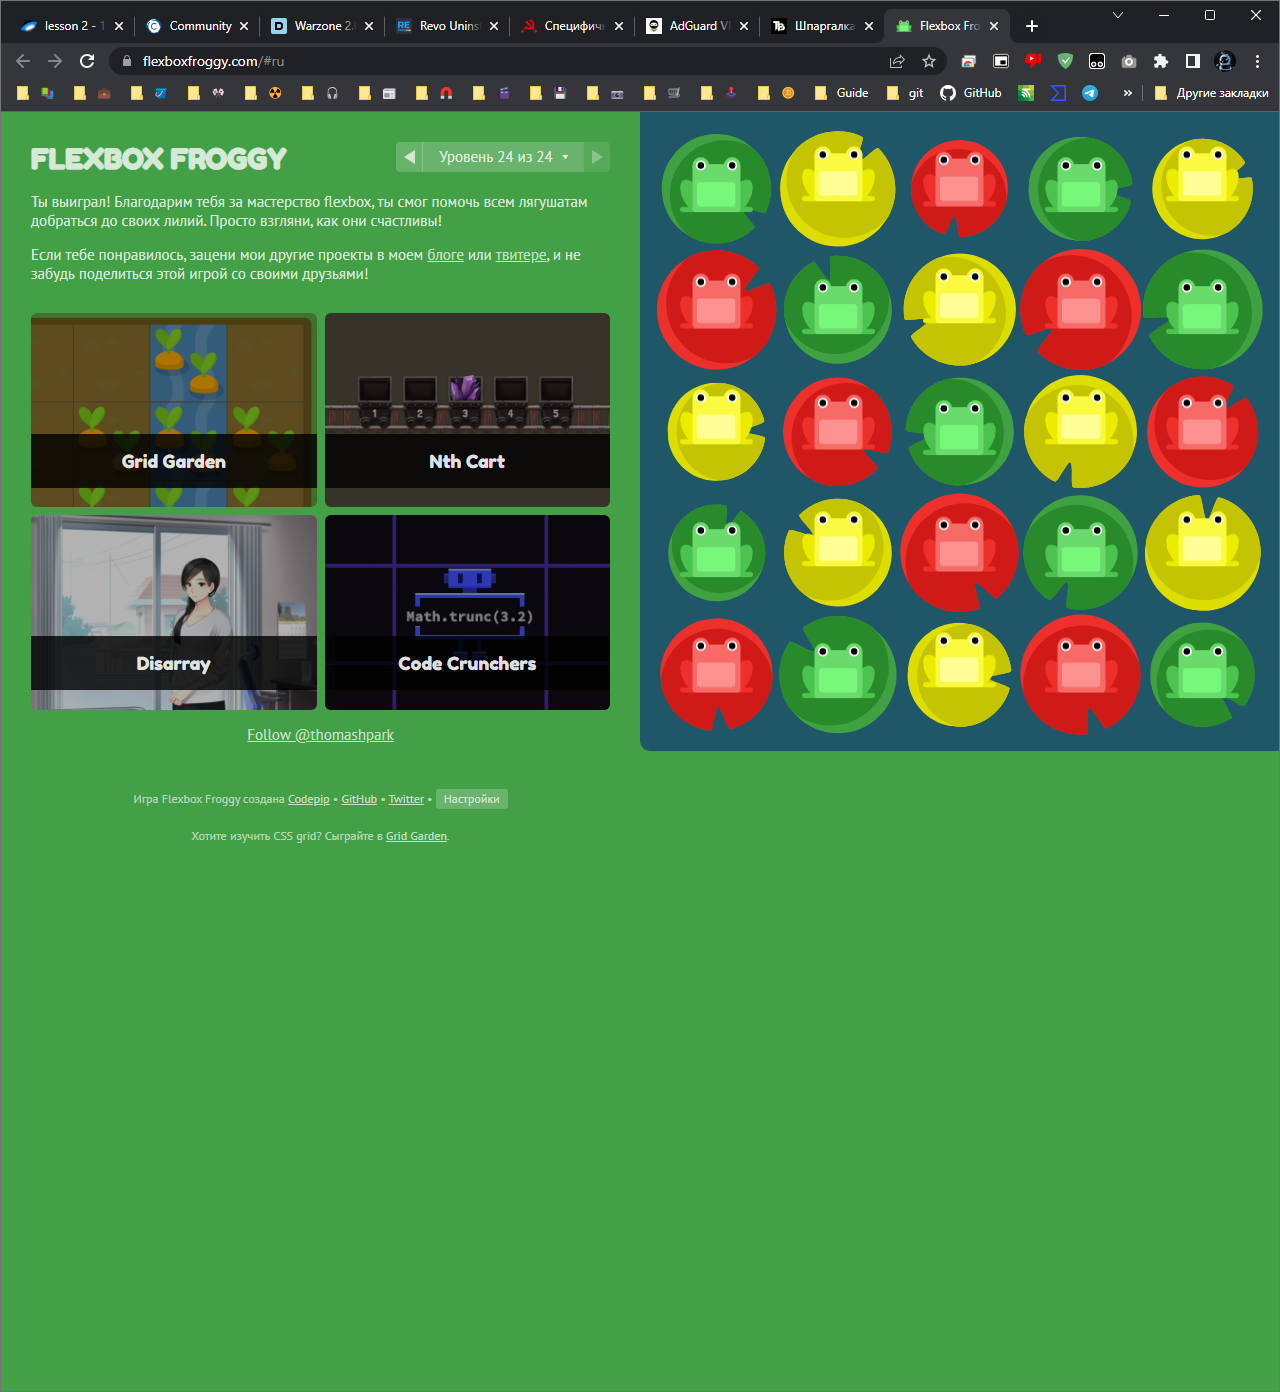 lesson 2 - 1
Community
Warzone 2.
Revo Unins
Специфич
AdGuard V
Шпаргалка
Flexbox Fro
flexboxfroggy.com/#ru
Guide
git
GitHub
»
Другие закладки
FLEXBOX FROGGY
Уровень 24 из 24
Ты выиграл! Благодарим тебя за мастерство flexbox, ты смог помочь всем лягушатам
добраться до своих лилий. Просто взгляни, как они счастливы!
Если тебе понравилось, зацени мои другие проекты в моем блоге или твитере, и не
забудь поделиться этой игрой со своими друзьями!
1 2 3 4 5
Grid Garden
Nth Cart
Math.trunc(3.2)
Disarray
Code Crunchers
Follow @thomashpark
Игра Flexbox Froggy создана Codepip • GitHub • Twitter • Настройки
Хотите изучить CSS grid? Сыграйте в Grid Garden.